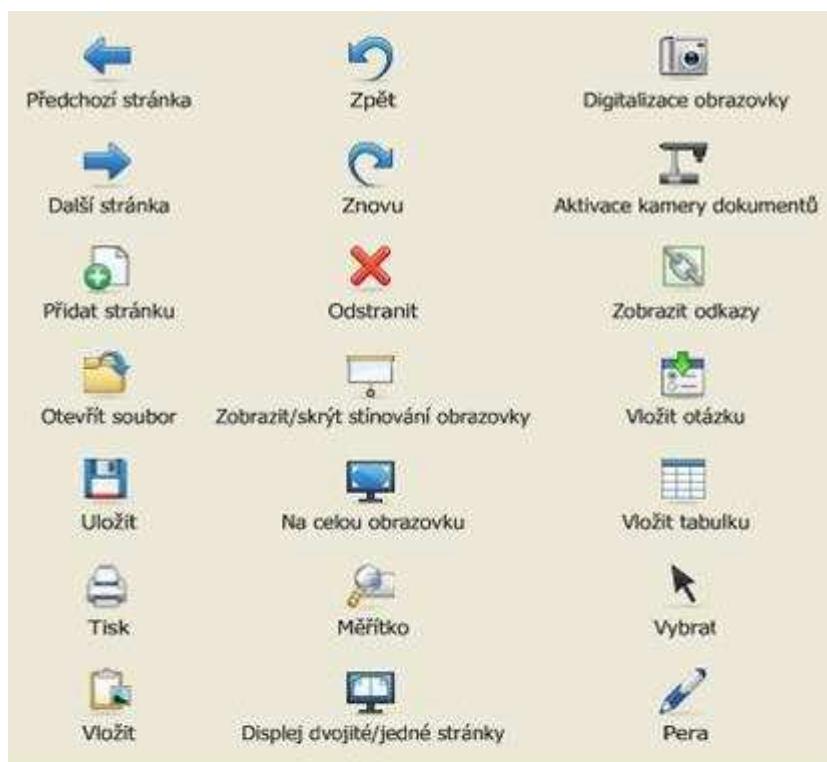 Předchozí stránka
Zpět
Digitalizace obrazovky
Další stránka
Znovu
Aktivace kamery dokumentů
Přidat stránku
Odstranit
Zobrazit odkazy
Otevřít soubor
Zobrazit/skrýt stínování obrazovky
Vložit otázku
Uložit
Na celou obrazovku
Vložit tabulku
Tisk
Měřítko
Vybrat
Vložit
Displej dvojité/jedné stránky
Pera